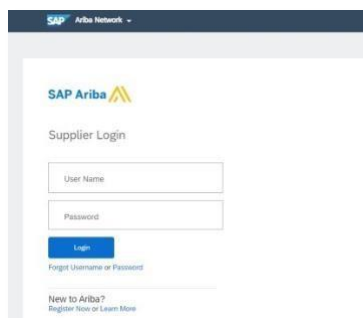 SAP Ariba Network
SAP Ariba
Supplier Login
User Name
Password
Login
Forgot Username or Password
New to Ariba?
Register Now or Learn More